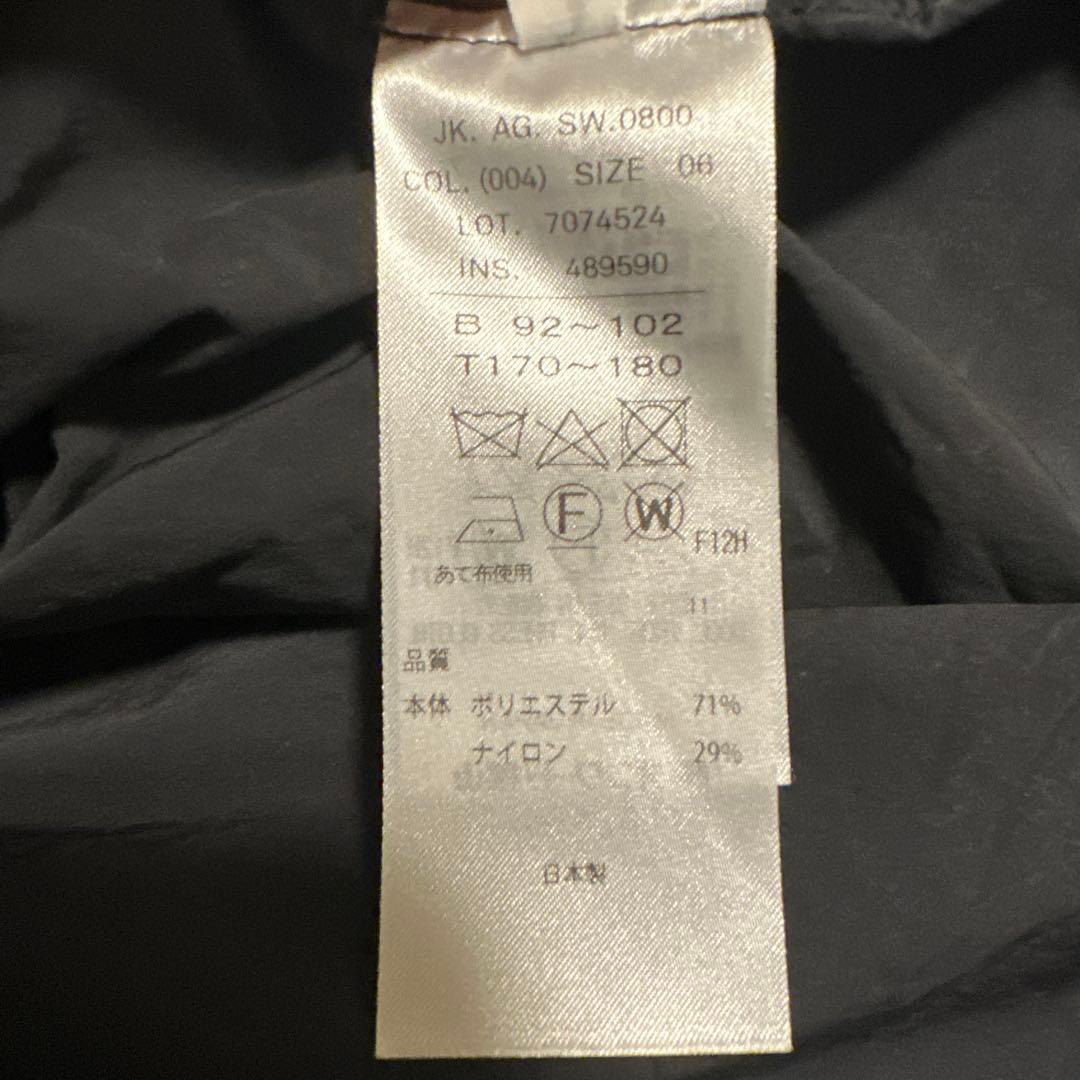 JK. AG. SW.0800
COL. (004) SIZE 06
LOT. 7074524
INS. 489590
B 92～102
T170～180
F W F12H
あて布使用
11
品質
本体 ポリエステル 71%
ナイロン 29%
日本製